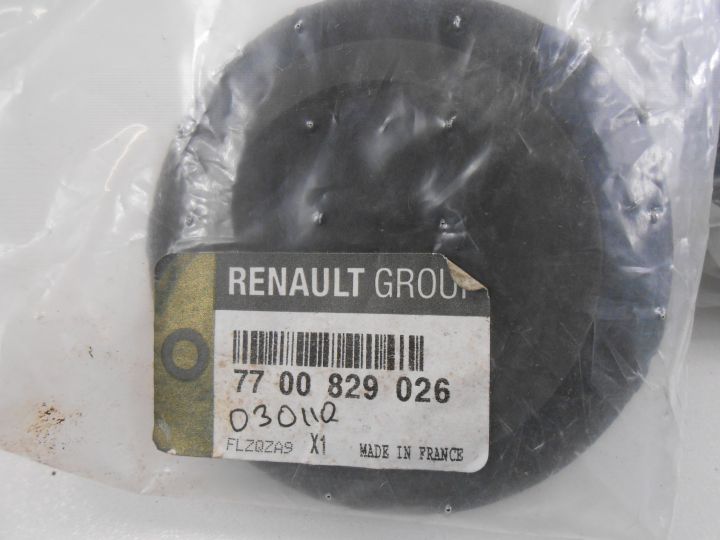 RENAULT GROUP
77 00 829 026
030112
FLZQZA9 X1 MADE IN FRANCE